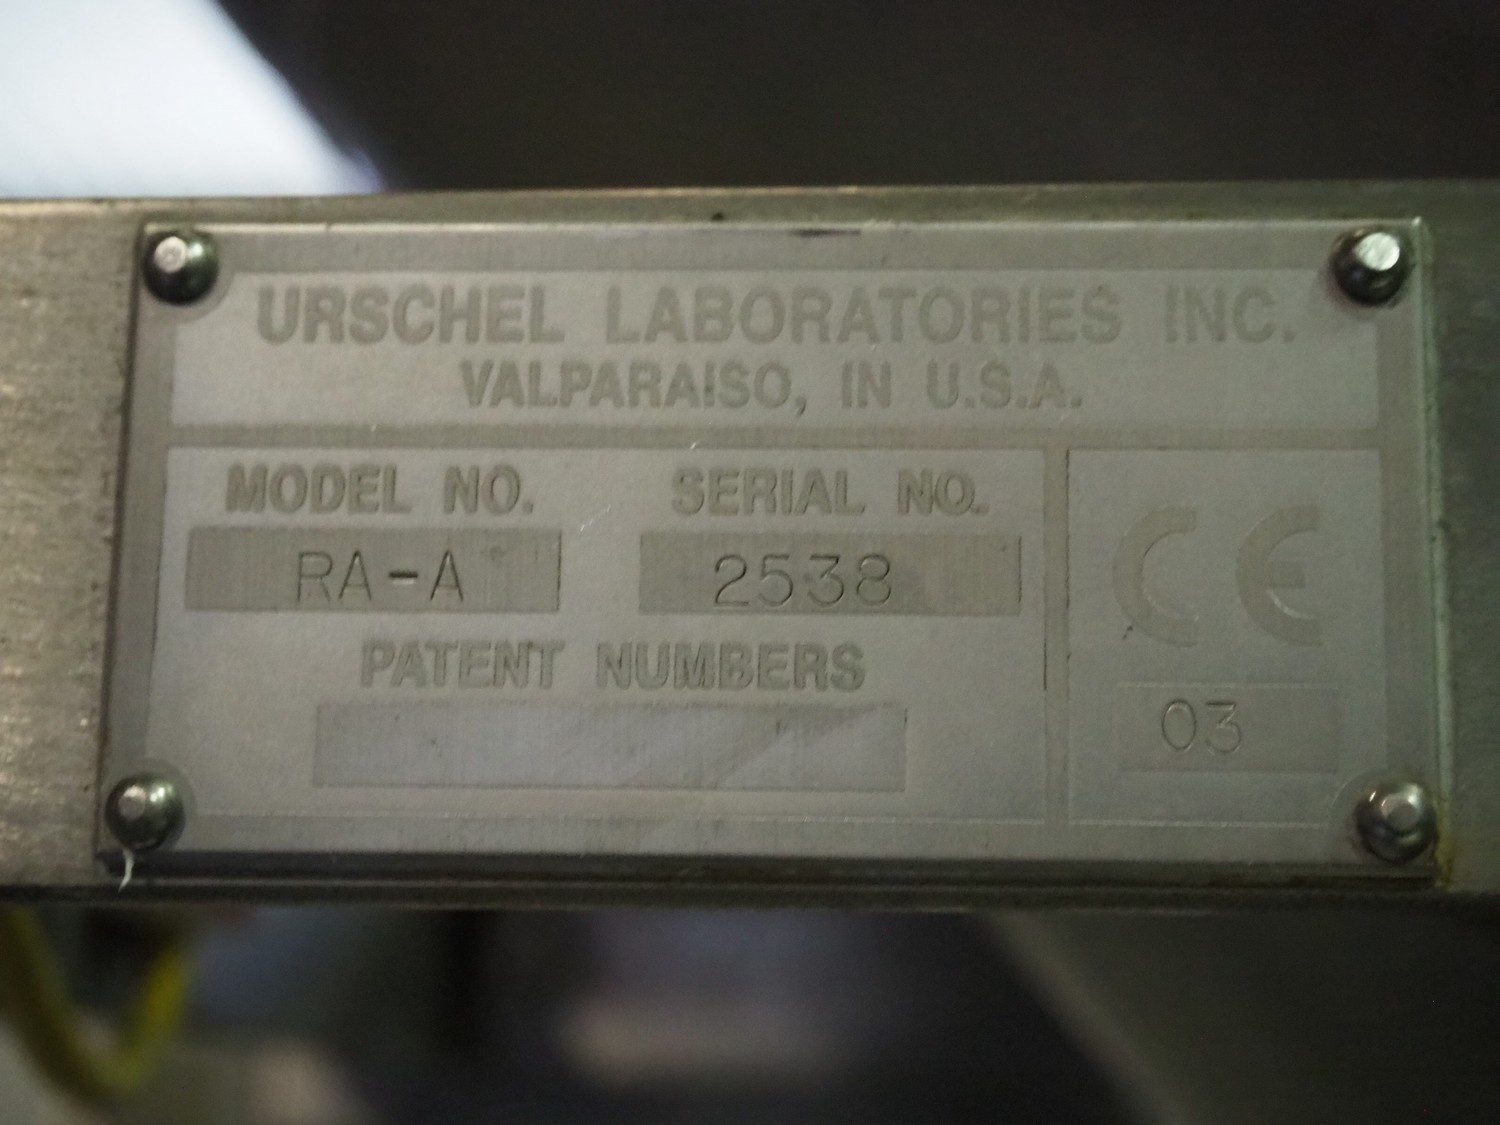 URSCHEL LABORATORIES INC.
VALPARAISO, IN U.S.A.
MODEL NO. SERIAL NO.
RA-A 2538
PATENT NUMBERS
CE
03